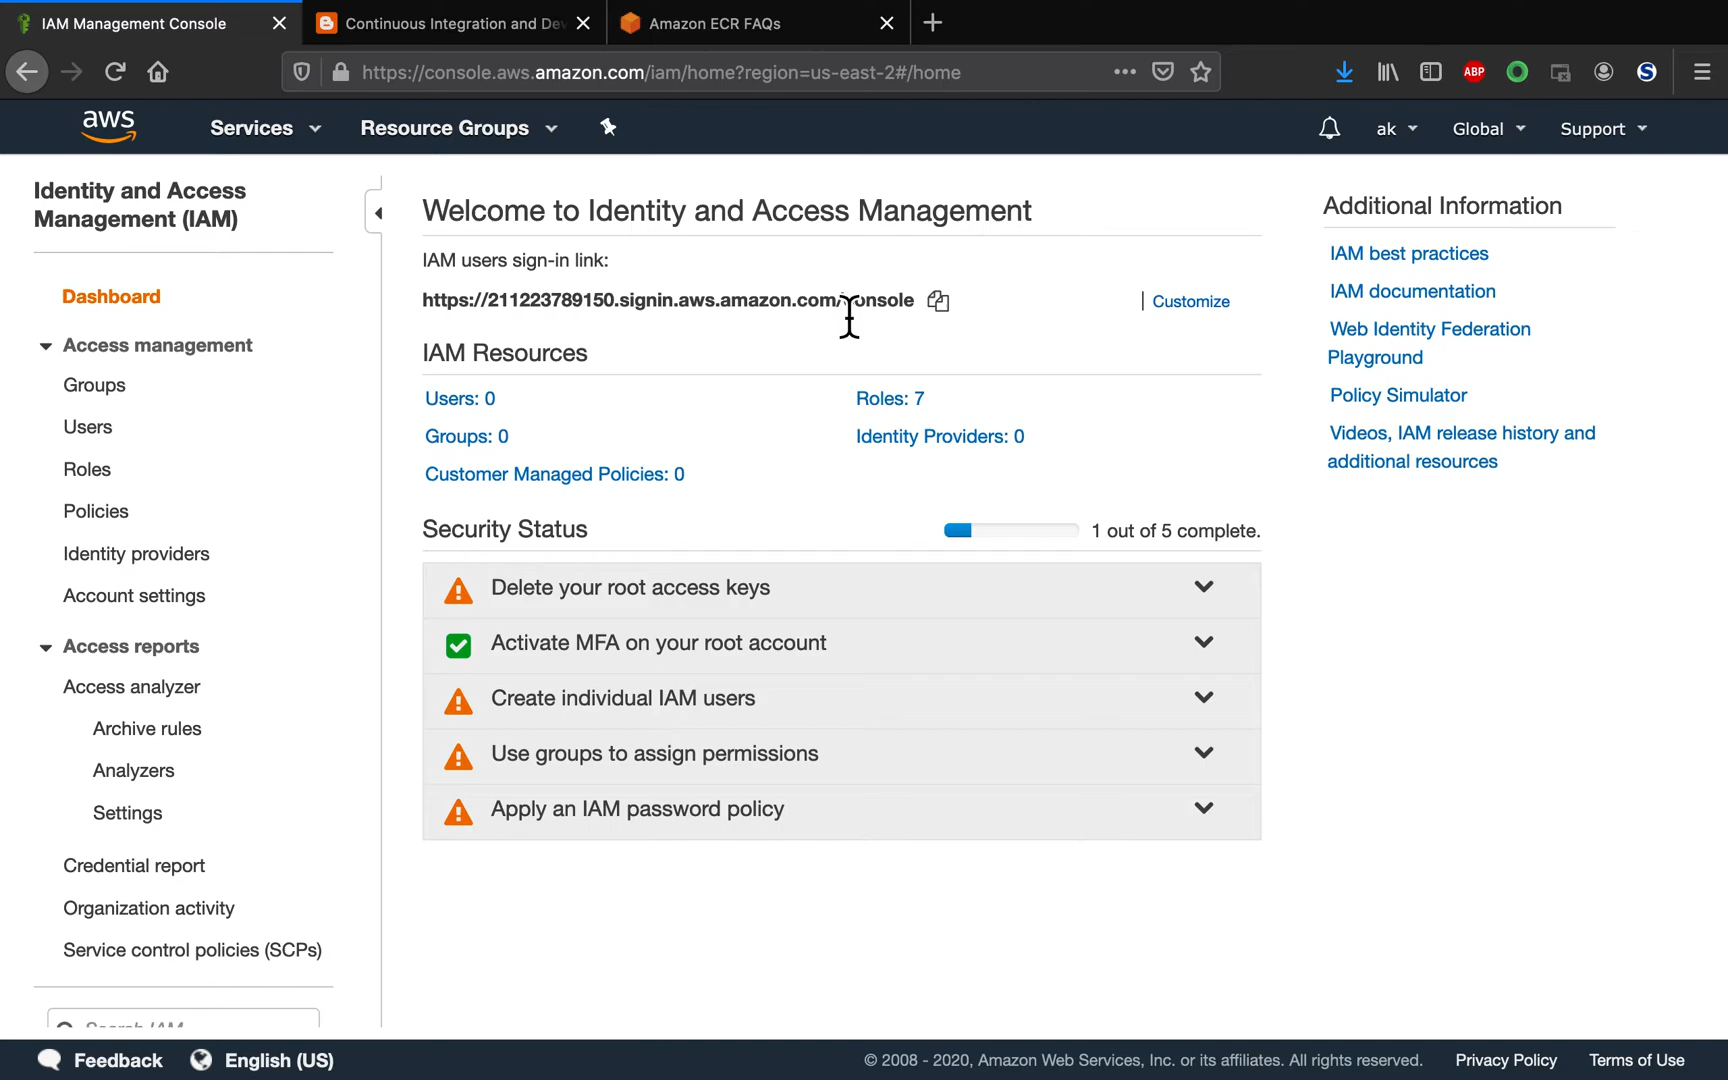 IAM Management Console
Continuous Integration and Dev
Amazon ECR FAQs
https://console.aws.amazon.com/iam/home?region=us-east-2#/home
ABP
S
aws
Services
Resource Groups
ak
Global
Support
Identity and Access
Management (IAM)
Dashboard
Access management
Groups
Users
Roles
Policies
Identity providers
Account settings
Access reports
Access analyzer
Archive rules
Analyzers
Settings
Credential report
Organization activity
Service control policies (SCPs)
Search IAM
Welcome to Identity and Access Management
IAM users sign-in link:
https://211223789150.signin.aws.amazon.com/console
Customize
IAM Resources
Users: 0
Roles: 7
Groups: 0
Identity Providers: 0
Customer Managed Policies: 0
Security Status
1 out of 5 complete.
Delete your root access keys
Activate MFA on your root account
Create individual IAM users
Use groups to assign permissions
Apply an IAM password policy
Additional Information
IAM best practices
IAM documentation
Web Identity Federation
Playground
Policy Simulator
Videos, IAM release history and
additional resources
Feedback
English (US)
© 2008 - 2020, Amazon Web Services, Inc. or its affiliates. All rights reserved.
Privacy Policy
Terms of Use